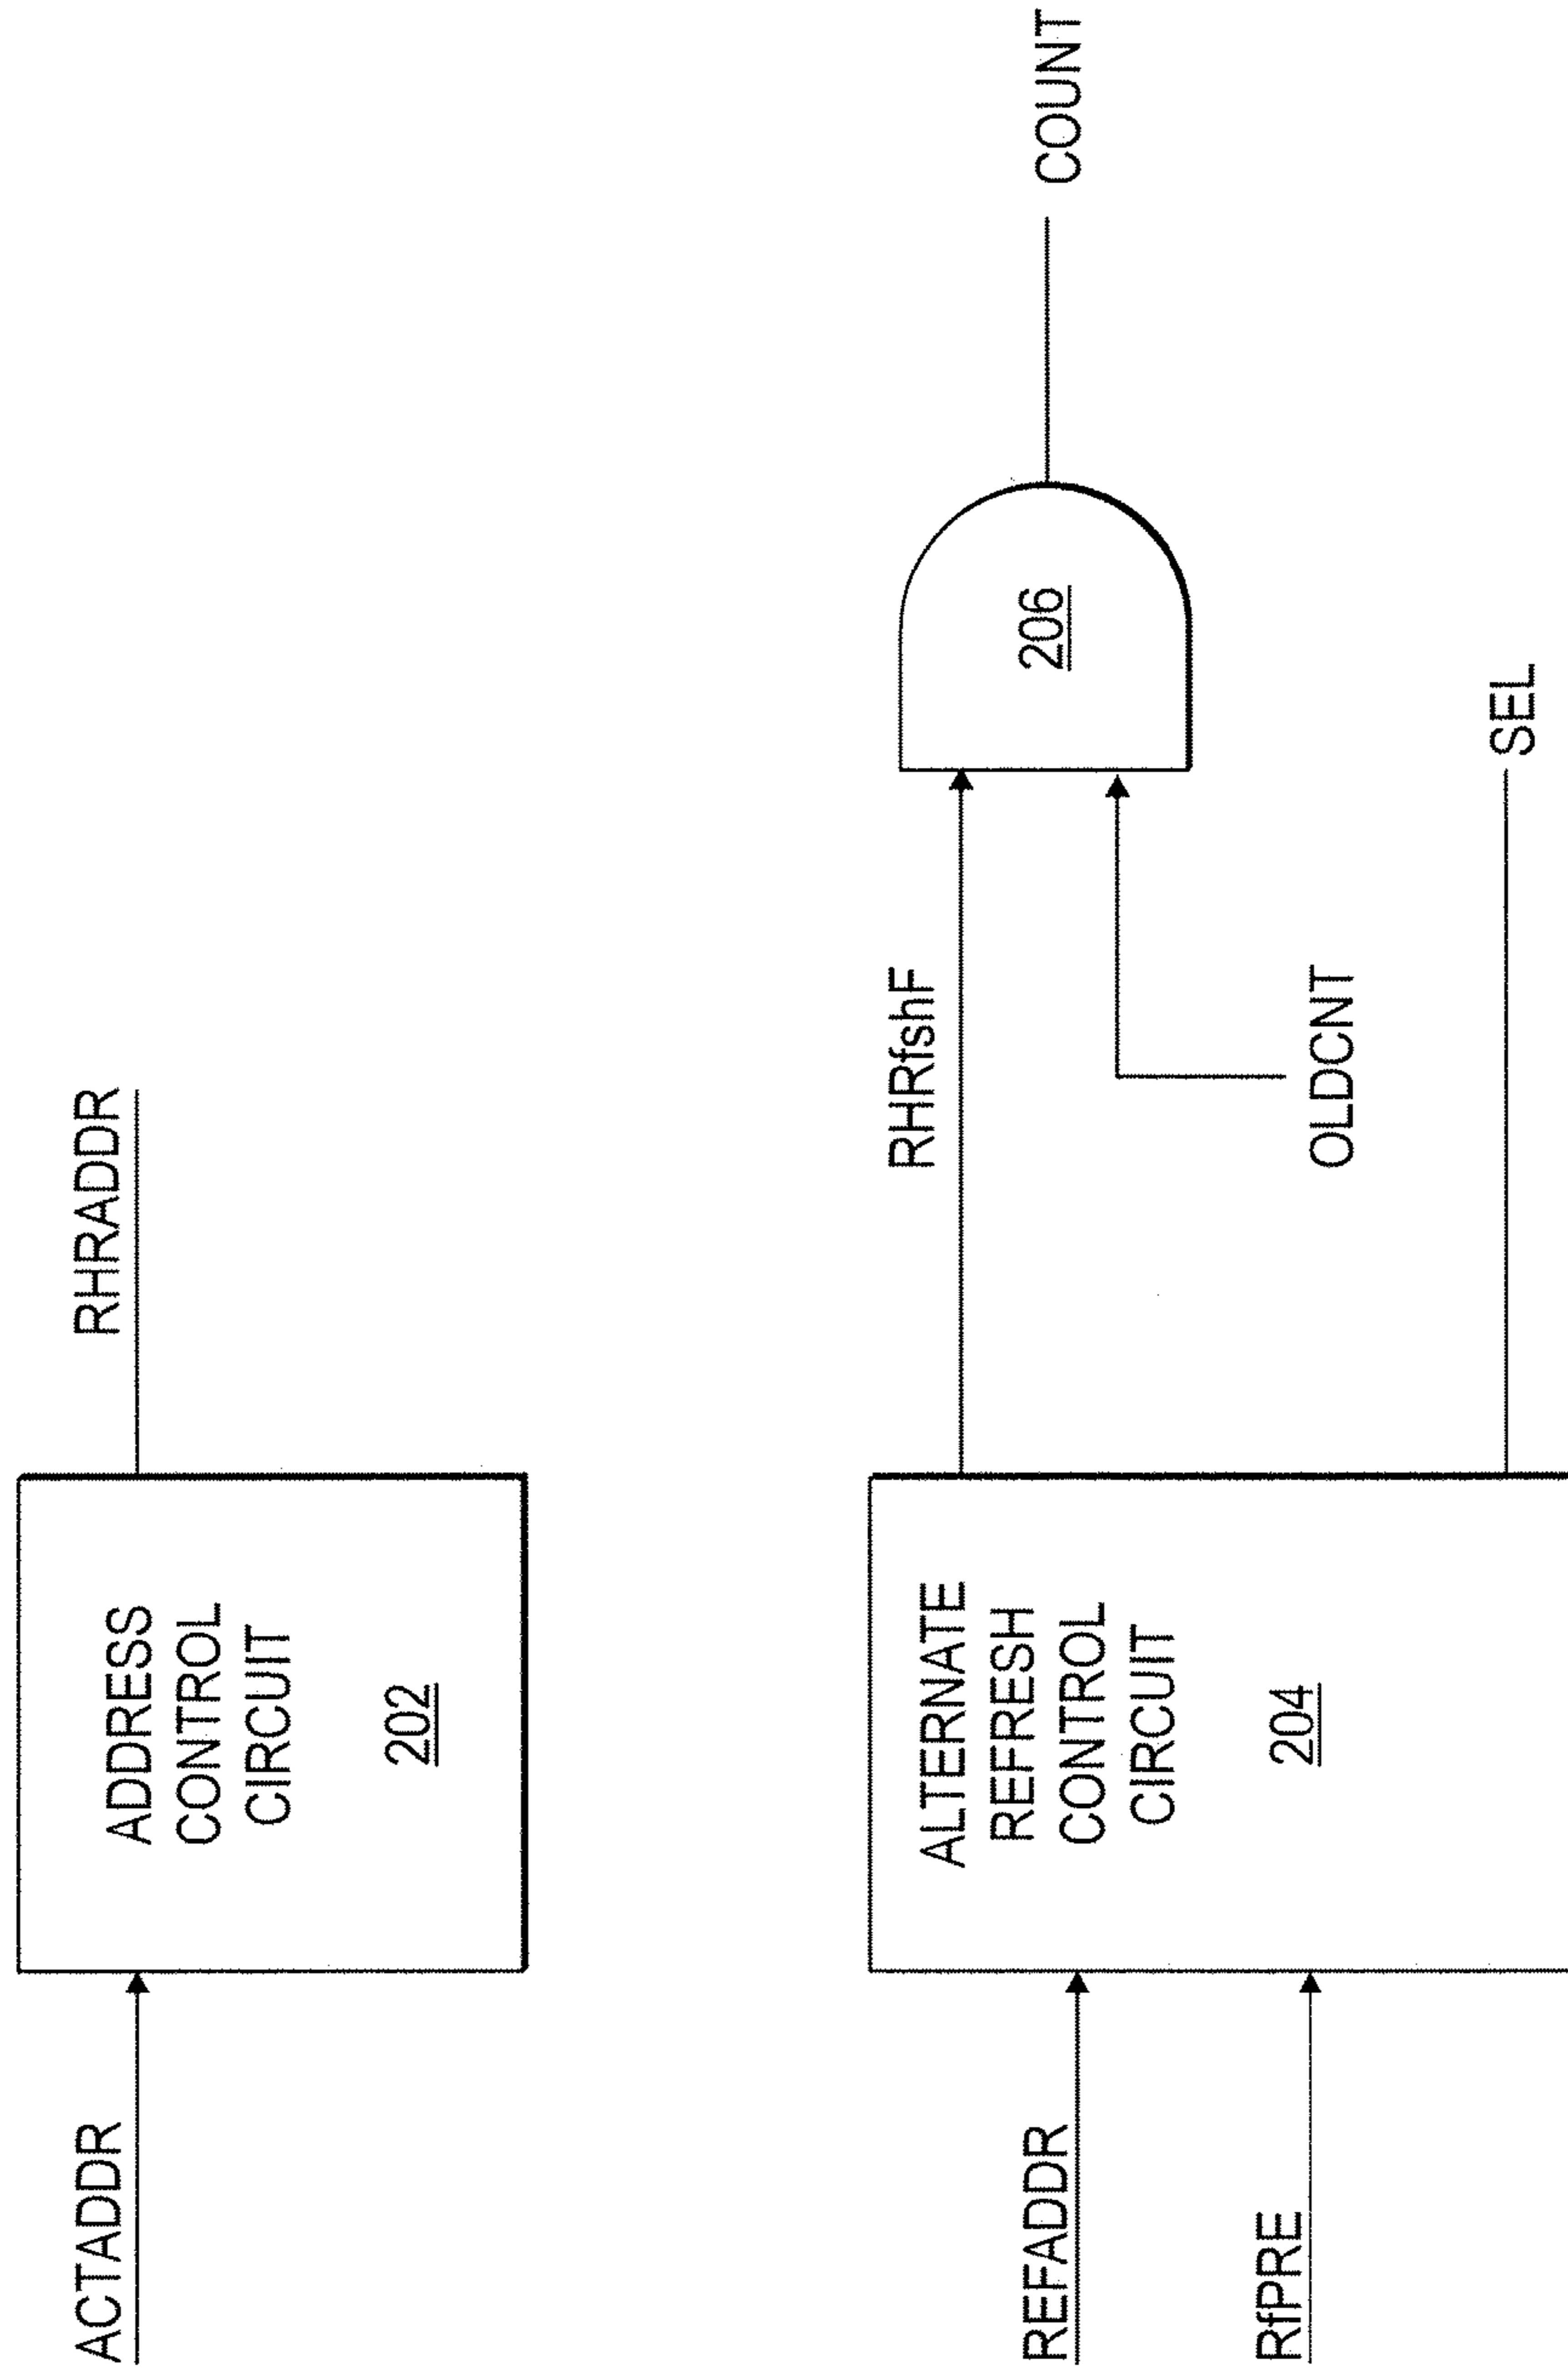 ACTADDR
ADDRESS
CONTROL
CIRCUIT
202
RHRADDR
REFADDR
RfPRE
ALTERNATE
REFRESH
CONTROL
CIRCUIT
204
RHRfshF
OLDCNT
206
COUNT
SEL